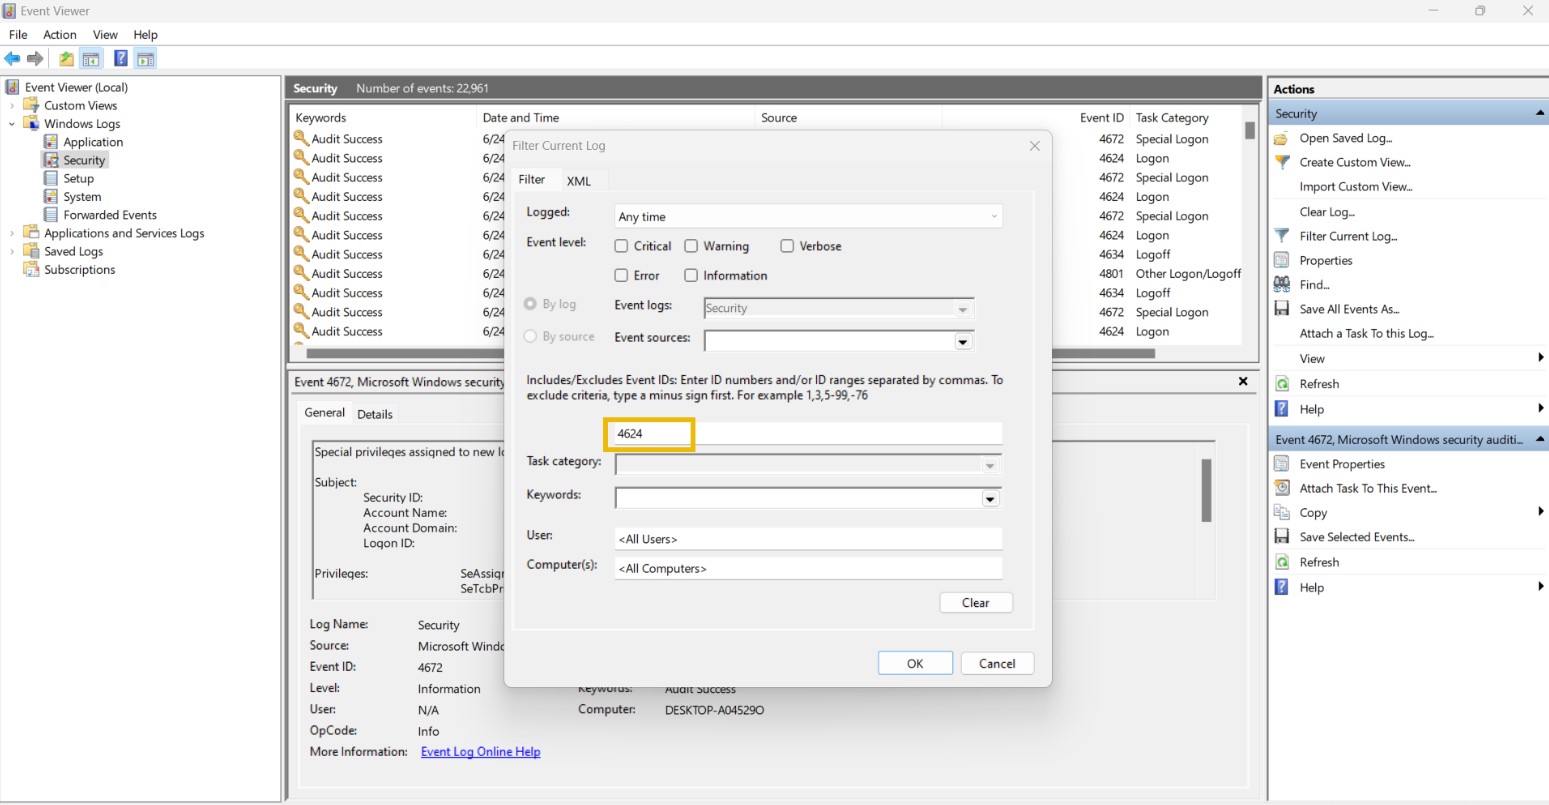 Event Viewer
File Action View Help
Event Viewer (Local)
Custom Views
Windows Logs
Application
Security
Setup
System
Forwarded Events
Applications and Services Logs
Saved Logs
Subscriptions
Security Number of events: 22,961
Keywords Date and Time Source Event ID Task Category
Audit Success 6/24 4672 Special Logon
Audit Success 6/24 4624 Logon
Audit Success 6/24 4672 Special Logon
Audit Success 6/24 4624 Logon
Audit Success 6/24 4672 Special Logon
Audit Success 6/24 4624 Logon
Audit Success 6/24 4634 Logoff
Audit Success 6/24 4801 Other Logon/Logoff
Audit Success 6/24 4634 Logoff
Audit Success 6/24 4672 Special Logon
Audit Success 6/24 4624 Logon
Event 4672, Microsoft Windows security
General Details
Special privileges assigned to new
Subject:
Security ID:
Account Name:
Account Domain:
Logon ID:
Privileges: SeAssig
SeTcbPr
Log Name: Security
Source: Microsoft Windo
Event ID: 4672
Level: Information Keywords: Audit Success
User: N/A Computer: DESKTOP-A04529O
OpCode: Info
More Information: Event Log Online Help
Filter Current Log
Filter XML
Logged: Any time
Event level: Critical Warning Verbose
Error Information
By log Event logs: Security
By source Event sources:
Includes/Excludes Event IDs: Enter ID numbers and/or ID ranges separated by commas. To
exclude criteria, type a minus sign first. For example 1,3,5-99,-76
4624
Task category:
Keywords:
User: <All Users>
Computer(s): <All Computers>
Clear
OK Cancel
Actions
Security
Open Saved Log...
Create Custom View...
Import Custom View...
Clear Log...
Filter Current Log...
Properties
Find...
Save All Events As...
Attach a Task To this Log...
View
Refresh
Help
Event 4672, Microsoft Windows security auditi...
Event Properties
Attach Task To This Event...
Copy
Save Selected Events...
Refresh
Help